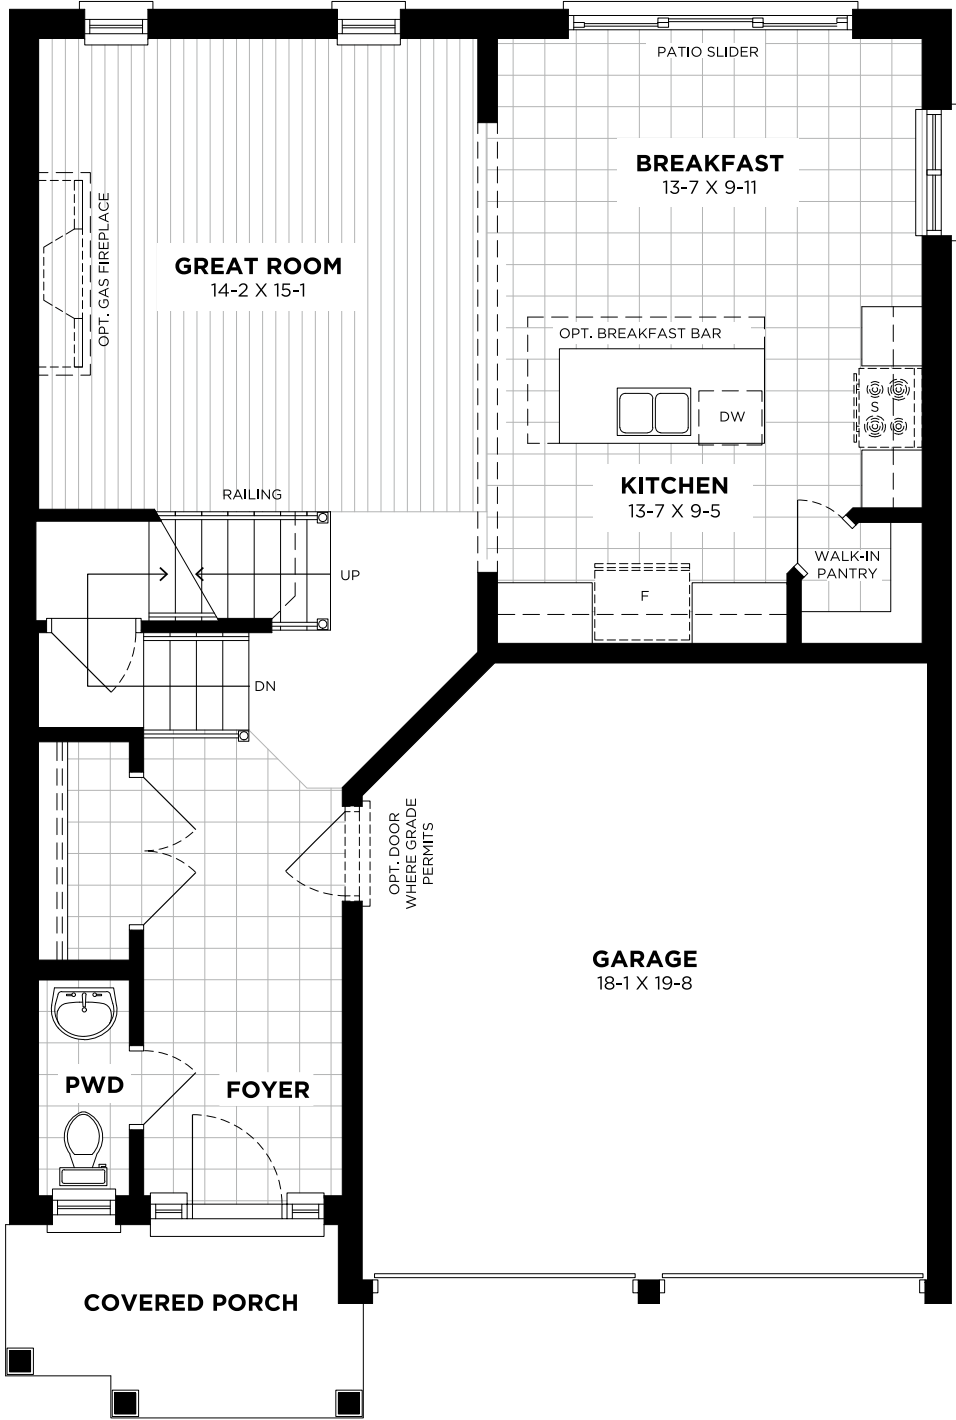 PATIO SLIDER
BREAKFAST
13-7 X 9-11
OPT. GAS FIREPLACE
GREAT ROOM
14-2 X 15-1
OPT. BREAKFAST BAR
DW
S
KITCHEN
13-7 X 9-5
RAILING
WALK-IN
PANTRY
UP
F
DN
OPT. DOOR
WHERE GRADE
PERMITS
GARAGE
18-1 X 19-8
PWD
FOYER
COVERED PORCH